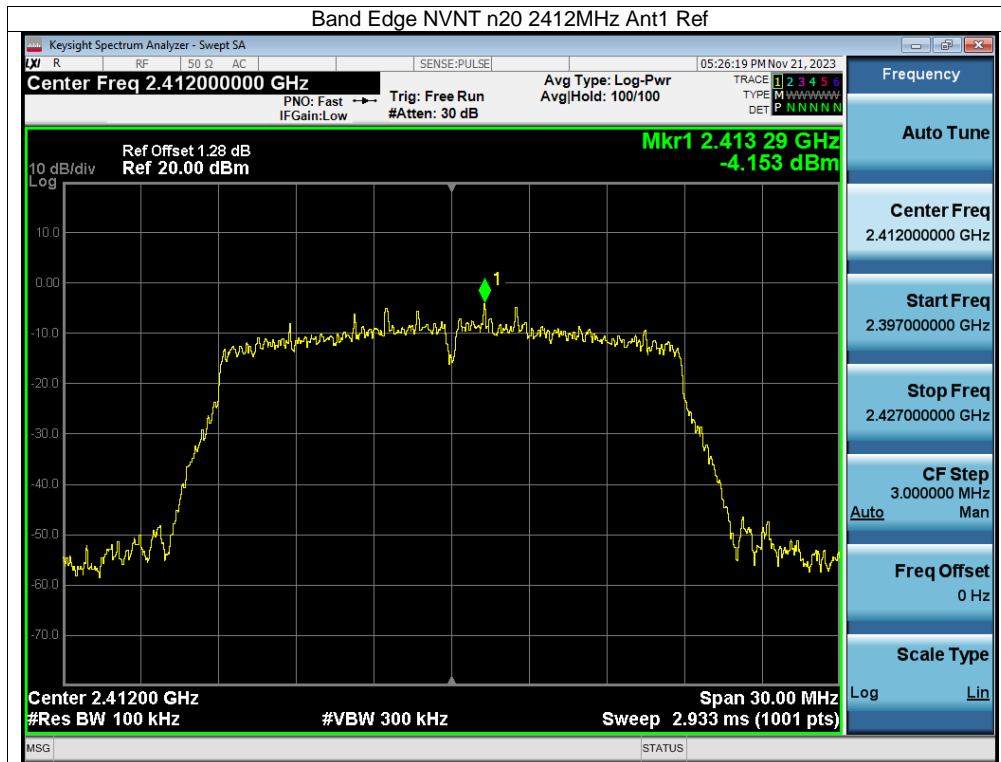 Band Edge NVNT n20 2412MHz Ant1 Ref
Keysight Spectrum Analyzer - Swept SA
LXI R RF 50 Ω AC SENSE:PULSE 05:26:19 PM Nov 21, 2023
Center Freq 2.412000000 GHz
PNO: Fast
IFGain:Low
Trig: Free Run
#Atten: 30 dB
Avg Type: Log-Pwr
Avg|Hold: 100/100
TRACE 1 2 3 4 5 6
TYPE M WWWWW
DET P N N N N N
Mkr1 2.413 29 GHz
-4.153 dBm
Ref Offset 1.28 dB
10 dB/div Ref 20.00 dBm
Log
10.0
0.00
-10.0
-20.0
-30.0
-40.0
-50.0
-60.0
-70.0
1
Center 2.41200 GHz Span 30.00 MHz
#Res BW 100 kHz #VBW 300 kHz Sweep 2.933 ms (1001 pts)
MSG STATUS
Frequency
Auto Tune
Center Freq
2.412000000 GHz
Start Freq
2.397000000 GHz
Stop Freq
2.427000000 GHz
CF Step
3.000000 MHz
Auto Man
Freq Offset
0 Hz
Scale Type
Log Lin